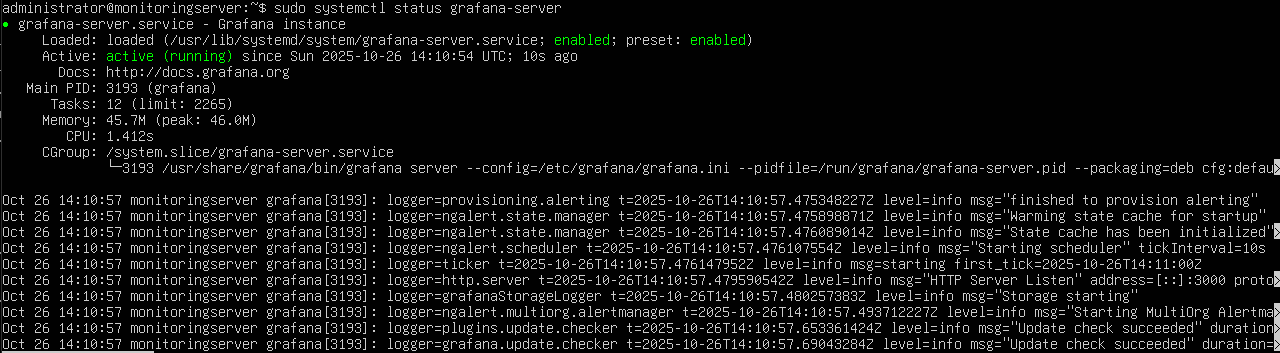 administrator@monitoringserver:~$ sudo systemctl status grafana-server
● grafana-server.service - Grafana instance
Loaded: loaded (/usr/lib/systemd/system/grafana-server.service; enabled; preset: enabled)
Active: active (running) since Sun 2025-10-26 14:10:54 UTC; 10s ago
Docs: http://docs.grafana.org
Main PID: 3193 (grafana)
Tasks: 12 (limit: 2265)
Memory: 45.7M (peak: 46.0M)
CPU: 1.412s
CGroup: /system.slice/grafana-server.service
└─3193 /usr/share/grafana/bin/grafana server --config=/etc/grafana/grafana.ini --pidfile=/run/grafana/grafana-server.pid --packaging=deb cfg:defau>
Oct 26 14:10:57 monitoringserver grafana[3193]: logger=provisioning.alerting t=2025-10-26T14:10:57.475348227Z level=info msg="finished to provision alerting"
Oct 26 14:10:57 monitoringserver grafana[3193]: logger=ngalert.state.manager t=2025-10-26T14:10:57.475898871Z level=info msg="Warming state cache for startup"
Oct 26 14:10:57 monitoringserver grafana[3193]: logger=ngalert.state.manager t=2025-10-26T14:10:57.476089014Z level=info msg="State cache has been initialized">
Oct 26 14:10:57 monitoringserver grafana[3193]: logger=ngalert.scheduler t=2025-10-26T14:10:57.476107554Z level=info msg="Starting scheduler" tickInterval=10s >
Oct 26 14:10:57 monitoringserver grafana[3193]: logger=ticker t=2025-10-26T14:10:57.476147952Z level=info msg=starting first_tick=2025-10-26T14:11:00Z
Oct 26 14:10:57 monitoringserver grafana[3193]: logger=http.server t=2025-10-26T14:10:57.479590542Z level=info msg="HTTP Server Listen" address=[::]:3000 proto>
Oct 26 14:10:57 monitoringserver grafana[3193]: logger=grafanaStorageLogger t=2025-10-26T14:10:57.480257383Z level=info msg="Storage starting"
Oct 26 14:10:57 monitoringserver grafana[3193]: logger=ngalert.multiorg.alertmanager t=2025-10-26T14:10:57.493712227Z level=info msg="Starting MultiOrg Alertma>
Oct 26 14:10:57 monitoringserver grafana[3193]: logger=plugins.update.checker t=2025-10-26T14:10:57.653361424Z level=info msg="Update check succeeded" duration>
Oct 26 14:10:57 monitoringserver grafana[3193]: logger=grafana.update.checker t=2025-10-26T14:10:57.69043284Z level=info msg="Update check succeeded" duration=>